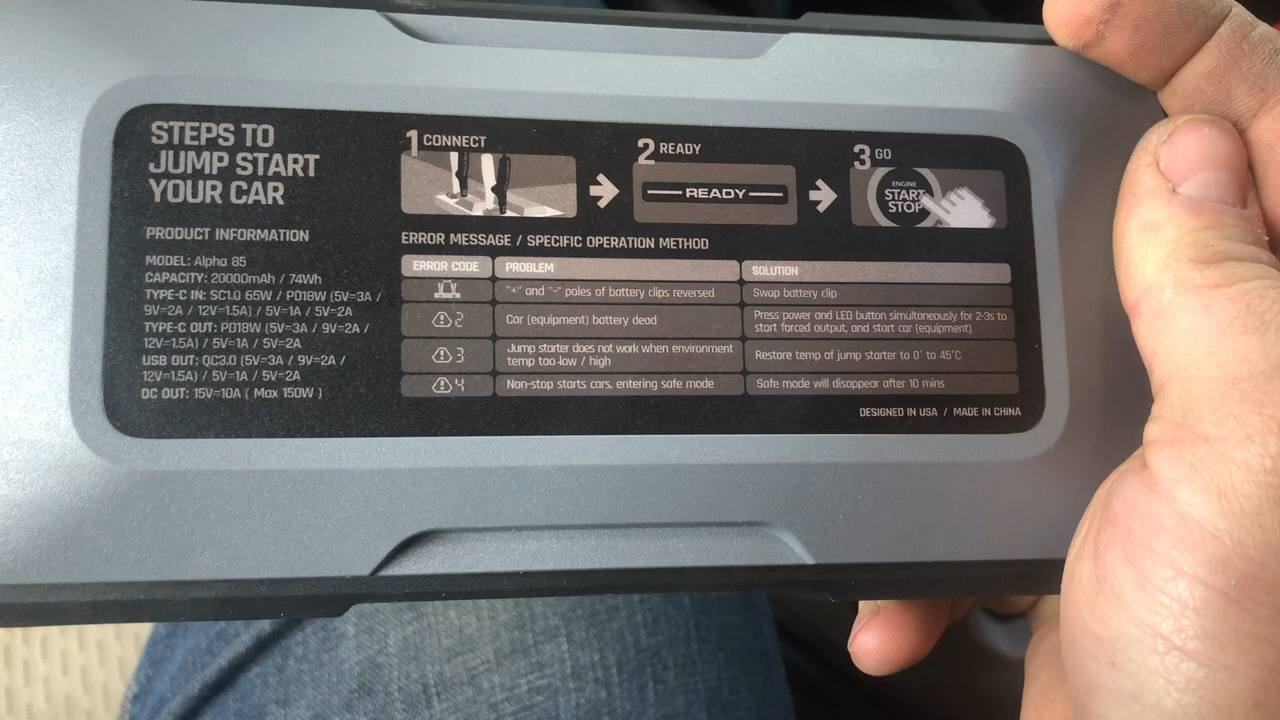 STEPS TO
JUMP START
YOUR CAR
1 CONNECT
2 READY
READY
3 GO
ENGINE
START
STOP
PRODUCT INFORMATION
MODEL: Alpha 85
CAPACITY: 20000mAh / 74Wh
TYPE-C IN: SC1.0 65W / PD18W (5V=3A /
9V=2A / 12V=1.5A) / 5V=1A / 5V=2A
TYPE-C OUT: PD18W (5V=3A / 9V=2A /
12V=1.5A) / 5V=1A / 5V=2A
USB OUT: QC3.0 (5V=3A / 9V=2A /
12V=1.5A) / 5V=1A / 5V=2A
DC OUT: 15V=10A ( Max 150W )
ERROR MESSAGE / SPECIFIC OPERATION METHOD
ERROR CODE PROBLEM SOLUTION
"+" and "-" poles of battery clips reversed Swap battery clip
2 Car (equipment) battery dead Press power and LED button simultaneously for 2-3s to
start forced output, and start car (equipment)
3 Jump starter does not work when environment
temp too low / high Restore temp of jump starter to 0° to 45°C
4 Non-stop starts cars, entering safe mode Safe mode will disappear after 10 mins
DESIGNED IN USA / MADE IN CHINA